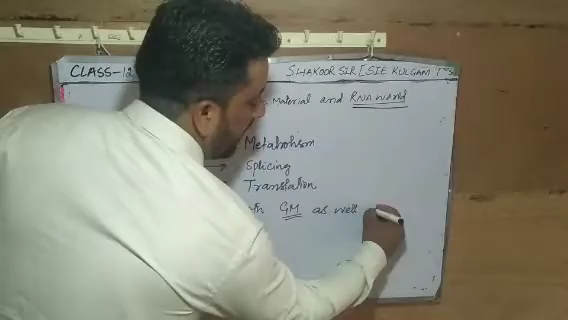 CLASS-12 SHAKOOR SIR [SIE KULGAM
Material and RNA world
Metabolism
→ Splicing
Translation
GM as well